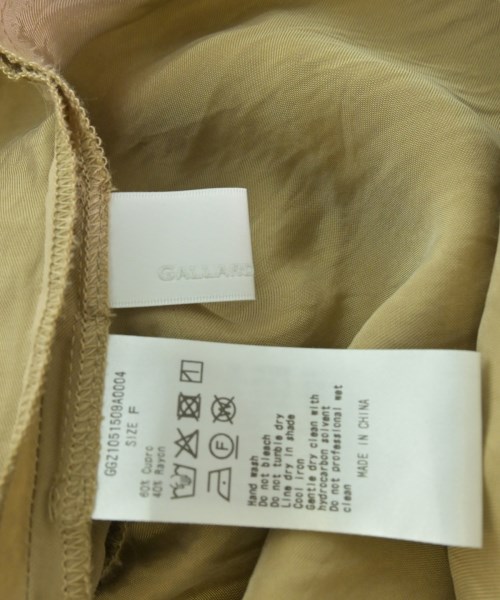 GALLARD
GGZ1051509A0004
SIZE F
60% Cupro
40% Rayon
Hand wash
Do not bleach
Do not tumble dry
Line dry in shade
Cool iron
Gentle dry clean with
hydrocarbon solvent
Do not professional wet
clean
MADE IN CHINA